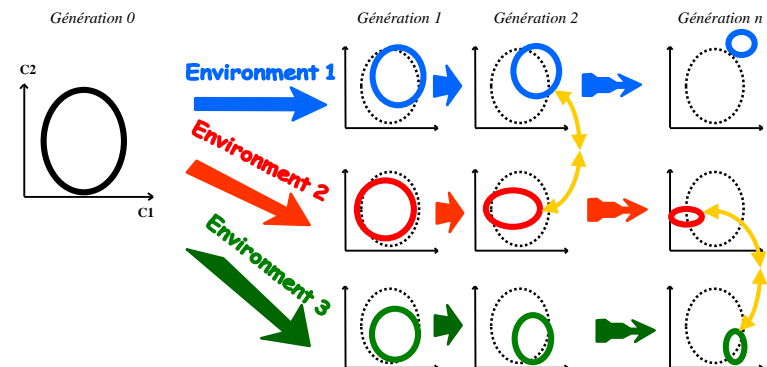 Génération 0
Génération 1
Génération 2
Génération n
C2
C1
Environment 1
Environment 2
Environment 3